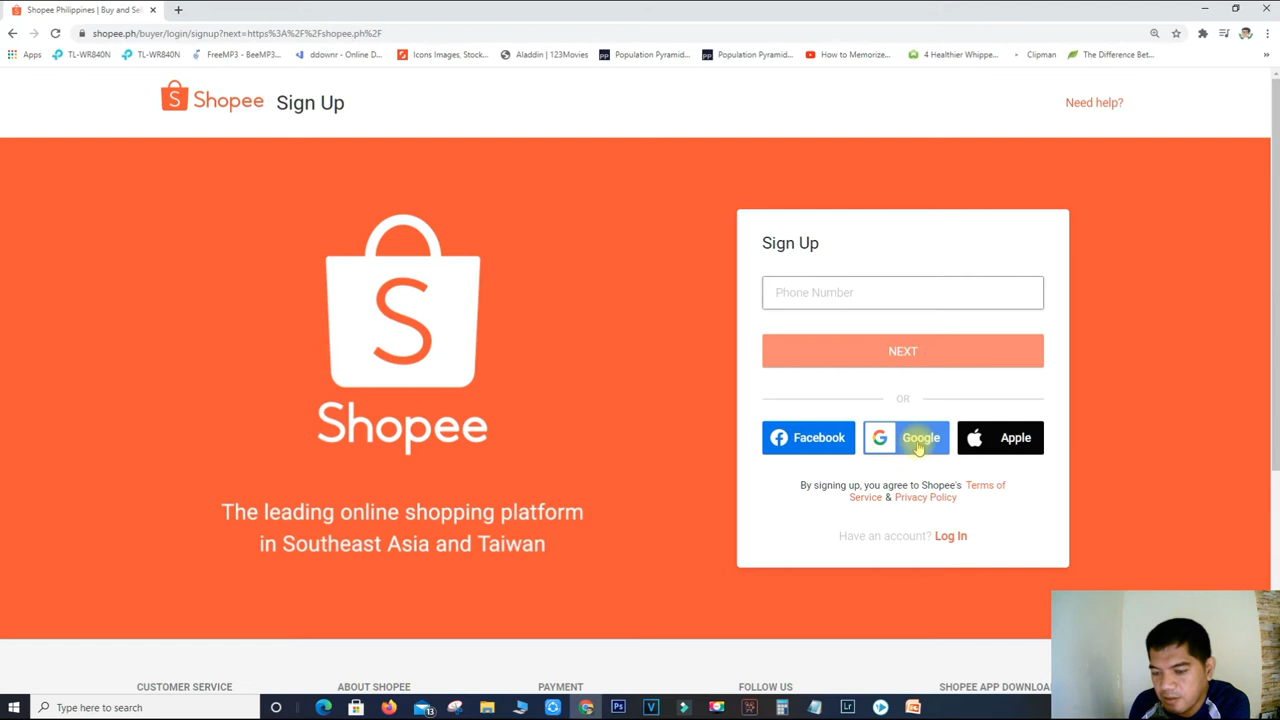 Shopee Philippines | Buy and Sel
shopee.ph/buyer/login/signup?next=https%3A%2F%2Fshopee.ph%2F
Apps
TL-WR840N
TL-WR840N
FreeMP3 - BeeMP3...
ddownr - Online D...
Icons Images, Stock...
Aladdin | 123Movies
Population Pyramid...
Population Pyramid...
How to Memorize...
4 Healthier Whippe...
Clipman
The Difference Bet...
»
Shopee
Sign Up
Need help?
S
Shopee
The leading online shopping platform
in Southeast Asia and Taiwan
Sign Up
Phone Number
NEXT
OR
Facebook
Google
Apple
By signing up, you agree to Shopee's Terms of
Service & Privacy Policy
Have an account? Log In
CUSTOMER SERVICE
ABOUT SHOPEE
PAYMENT
FOLLOW US
SHOPEE APP DOWNLOA
Type here to search
13
Ps
V
Lr